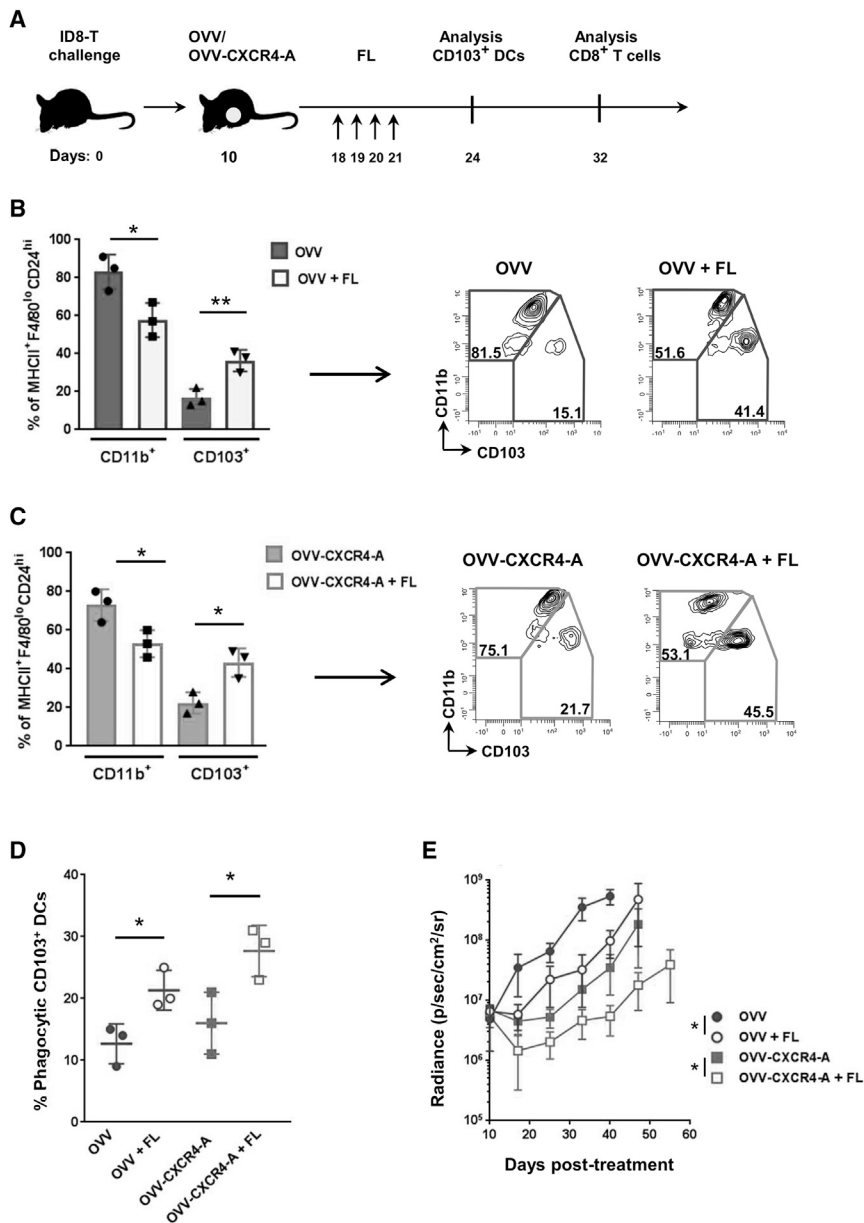 A
ID8-T
challenge
OVV/
OVV-CXCR4-A
FL
Analysis
CD103⁺ DCs
Analysis
CD8⁺ T cells
Days: 0
10
18 19 20 21
24
32
B
% of MHCII⁺F4/80ˡᵒCD24ʰⁱ
100
80
60
40
20
0
*
**
CD11b⁺
CD103⁺
OVV
OVV + FL
OVV
81.5
15.1
CD11b
CD103
OVV + FL
51.6
41.4
C
% of MHCII⁺F4/80ˡᵒCD24ʰⁱ
100
80
60
40
20
0
*
*
CD11b⁺
CD103⁺
OVV-CXCR4-A
OVV-CXCR4-A + FL
OVV-CXCR4-A
75.1
21.7
CD11b
CD103
OVV-CXCR4-A + FL
53.1
45.5
D
% Phagocytic CD103⁺ DCs
40
30
20
10
0
*
*
OVV
OVV + FL
OVV-CXCR4-A
OVV-CXCR4-A + FL
E
Radiance (p/sec/cm²/sr)
10⁹
10⁸
10⁷
10⁶
10⁵
10 20 30 40 50 60
Days post-treatment
* OVV
OVV + FL
* OVV-CXCR4-A
OVV-CXCR4-A + FL